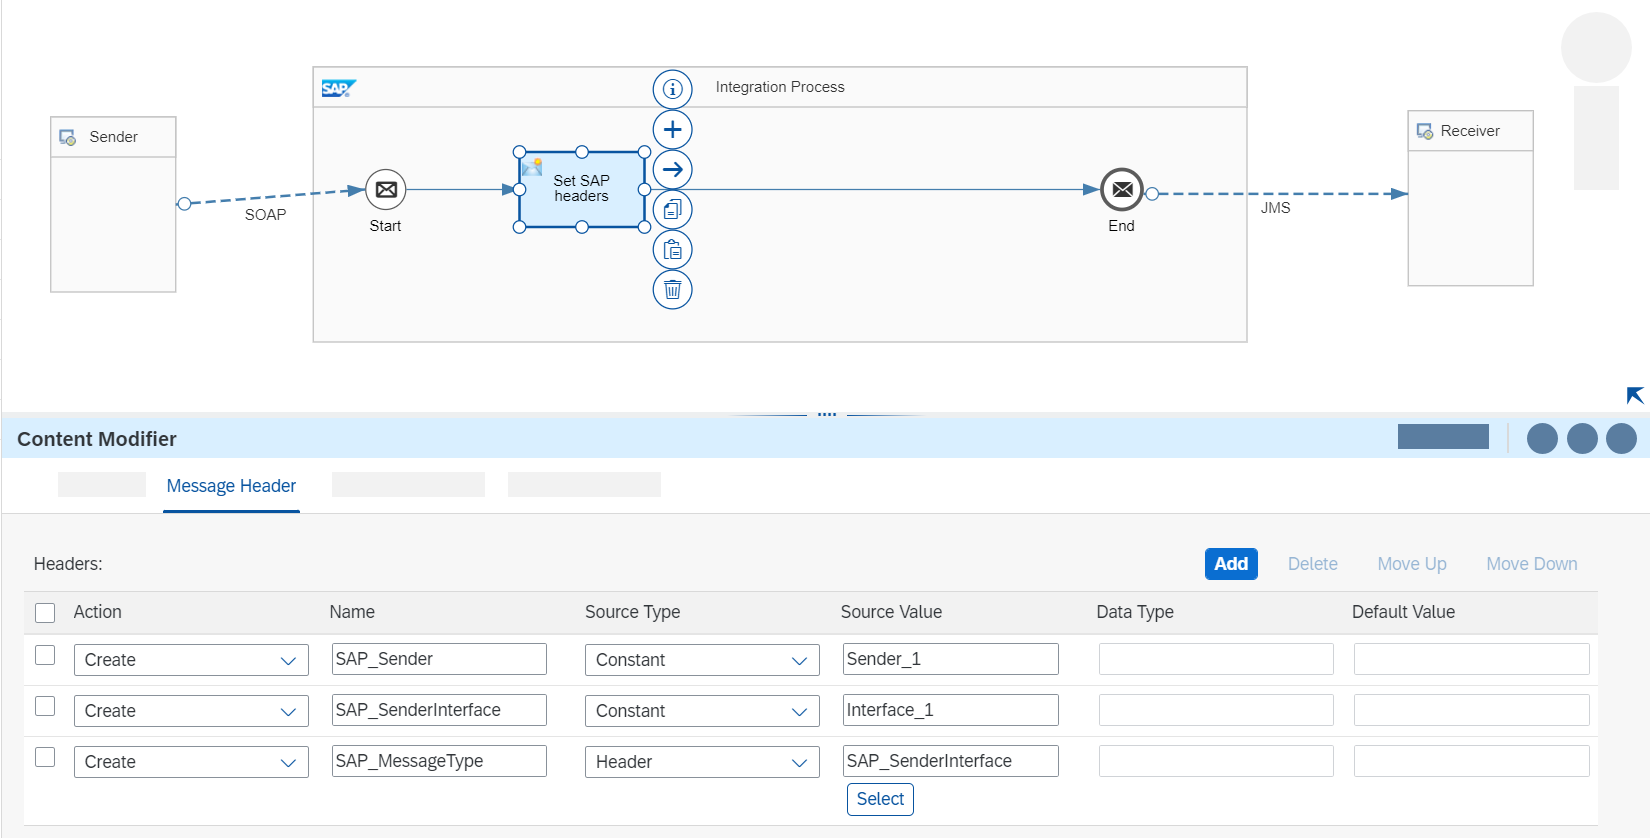 SAP
Integration Process
Sender
Receiver
Set SAP
headers
SOAP
JMS
Start
End
Content Modifier
Message Header
Headers:
Add Delete Move Up Move Down
Action Name Source Type Source Value Data Type Default Value
Create SAP_Sender Constant Sender_1
Create SAP_SenderInterface Constant Interface_1
Create SAP_MessageType Header SAP_SenderInterface
Select